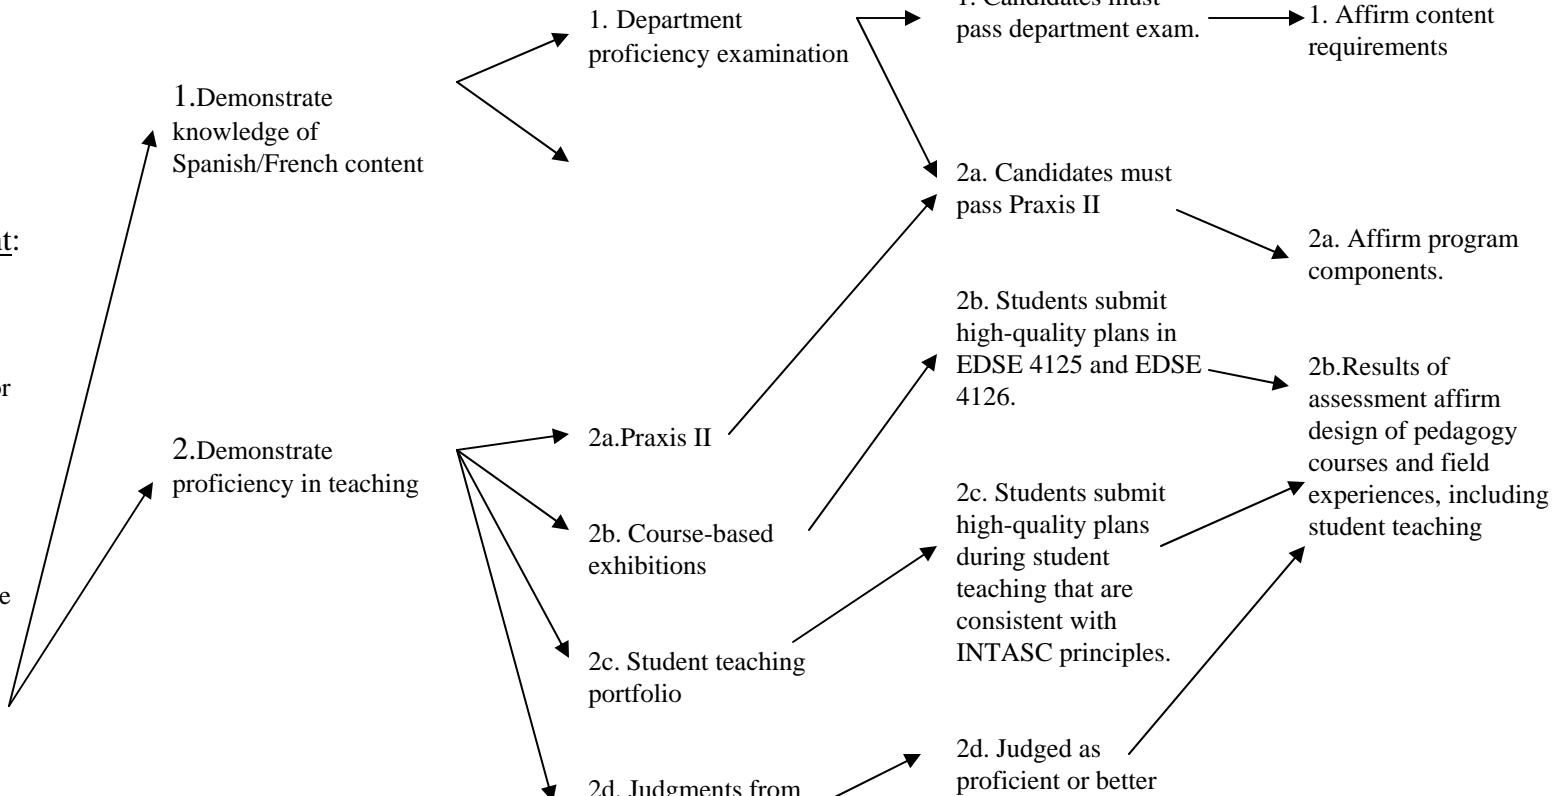 t:
or
e
1.Demonstrate
knowledge of
Spanish/French content
2.Demonstrate
proficiency in teaching
1. Department
proficiency examination
2a.Praxis II
2b. Course-based
exhibitions
2c. Student teaching
portfolio
2d. Judgments from
1. Candidates must
pass department exam.
2a. Candidates must
pass Praxis II
2b. Students submit
high-quality plans in
EDSE 4125 and EDSE
4126.
2c. Students submit
high-quality plans
during student
teaching that are
consistent with
INTASC principles.
2d. Judged as
proficient or better
1. Affirm content
requirements
2a. Affirm program
components.
2b.Results of
assessment affirm
design of pedagogy
courses and field
experiences, including
student teaching